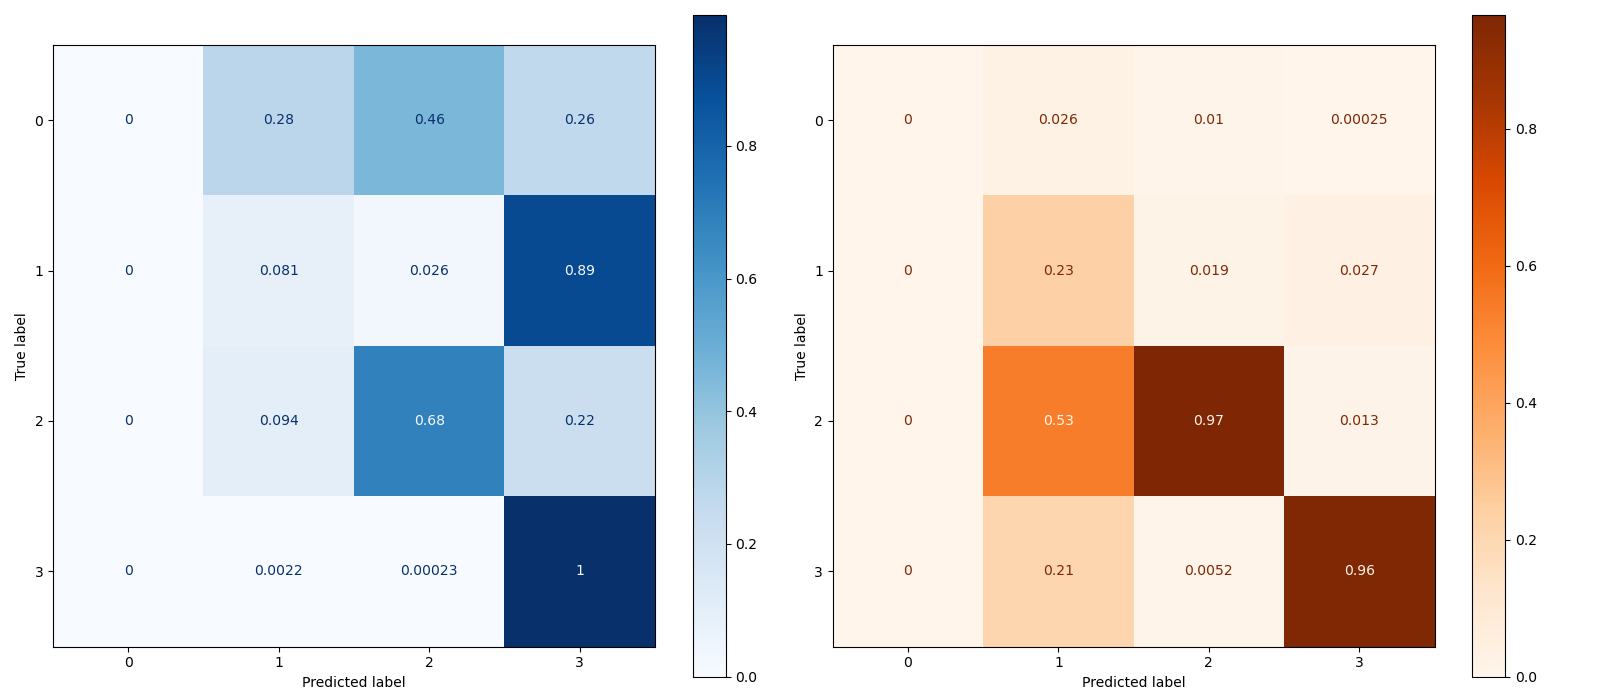 0 0 0.28 0.46 0.26
1 0 0.081 0.026 0.89
2 0 0.094 0.68 0.22
3 0 0.0022 0.00023 1
0 1 2 3
True label
Predicted label
0.8
0.6
0.4
0.2
0.0
0 0 0.026 0.01 0.00025
1 0 0.23 0.019 0.027
2 0 0.53 0.97 0.013
3 0 0.21 0.0052 0.96
0 1 2 3
True label
Predicted label
0.8
0.6
0.4
0.2
0.0